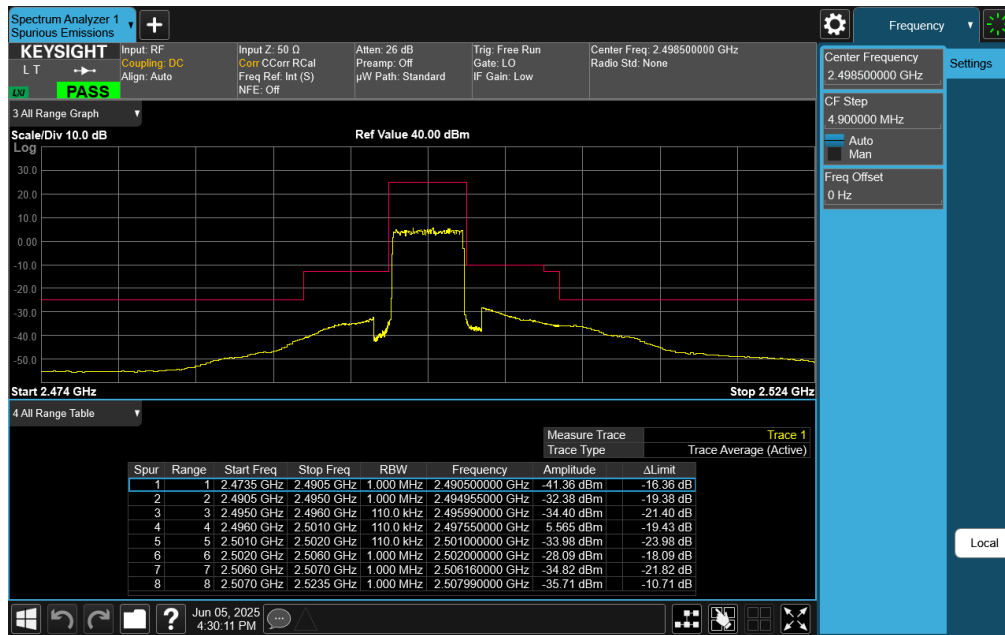 Spectrum Analyzer 1
Spurious Emissions
Frequency
KEYSIGHT Input: RF Input Z: 50 Ω Atten: 26 dB Trig: Free Run Center Freq: 2.498500000 GHz
Coupling: DC Corr CCorr RCal Preamp: Off Gate: LO Radio Std: None
L T Align: Auto Freq Ref: Int (S) µW Path: Standard IF Gain: Low
LXI PASS NFE: Off
Center Frequency
2.498500000 GHz
Settings
CF Step
4.900000 MHz
Auto
Man
Freq Offset
0 Hz
Local
3 All Range Graph
Scale/Div 10.0 dB Ref Value 40.00 dBm
Log
30.0
20.0
10.0
0.00
-10.0
-20.0
-30.0
-40.0
-50.0
Start 2.474 GHz Stop 2.524 GHz
4 All Range Table
Measure Trace Trace 1
Trace Type Trace Average (Active)
Spur Range Start Freq Stop Freq RBW Frequency Amplitude ΔLimit
1 1 2.4735 GHz 2.4905 GHz 1.000 MHz 2.490500000 GHz -41.36 dBm -16.36 dB
2 2 2.4905 GHz 2.4950 GHz 1.000 MHz 2.494955000 GHz -32.38 dBm -19.38 dB
3 3 2.4950 GHz 2.4960 GHz 110.0 kHz 2.495990000 GHz -34.40 dBm -21.40 dB
4 4 2.4960 GHz 2.5010 GHz 110.0 kHz 2.497550000 GHz 5.565 dBm -19.43 dB
5 5 2.5010 GHz 2.5020 GHz 110.0 kHz 2.501000000 GHz -33.98 dBm -23.98 dB
6 6 2.5020 GHz 2.5060 GHz 1.000 MHz 2.502000000 GHz -28.09 dBm -18.09 dB
7 7 2.5060 GHz 2.5070 GHz 1.000 MHz 2.506160000 GHz -34.82 dBm -21.82 dB
8 8 2.5070 GHz 2.5235 GHz 1.000 MHz 2.507990000 GHz -35.71 dBm -10.71 dB
Jun 05, 2025
4:30:11 PM